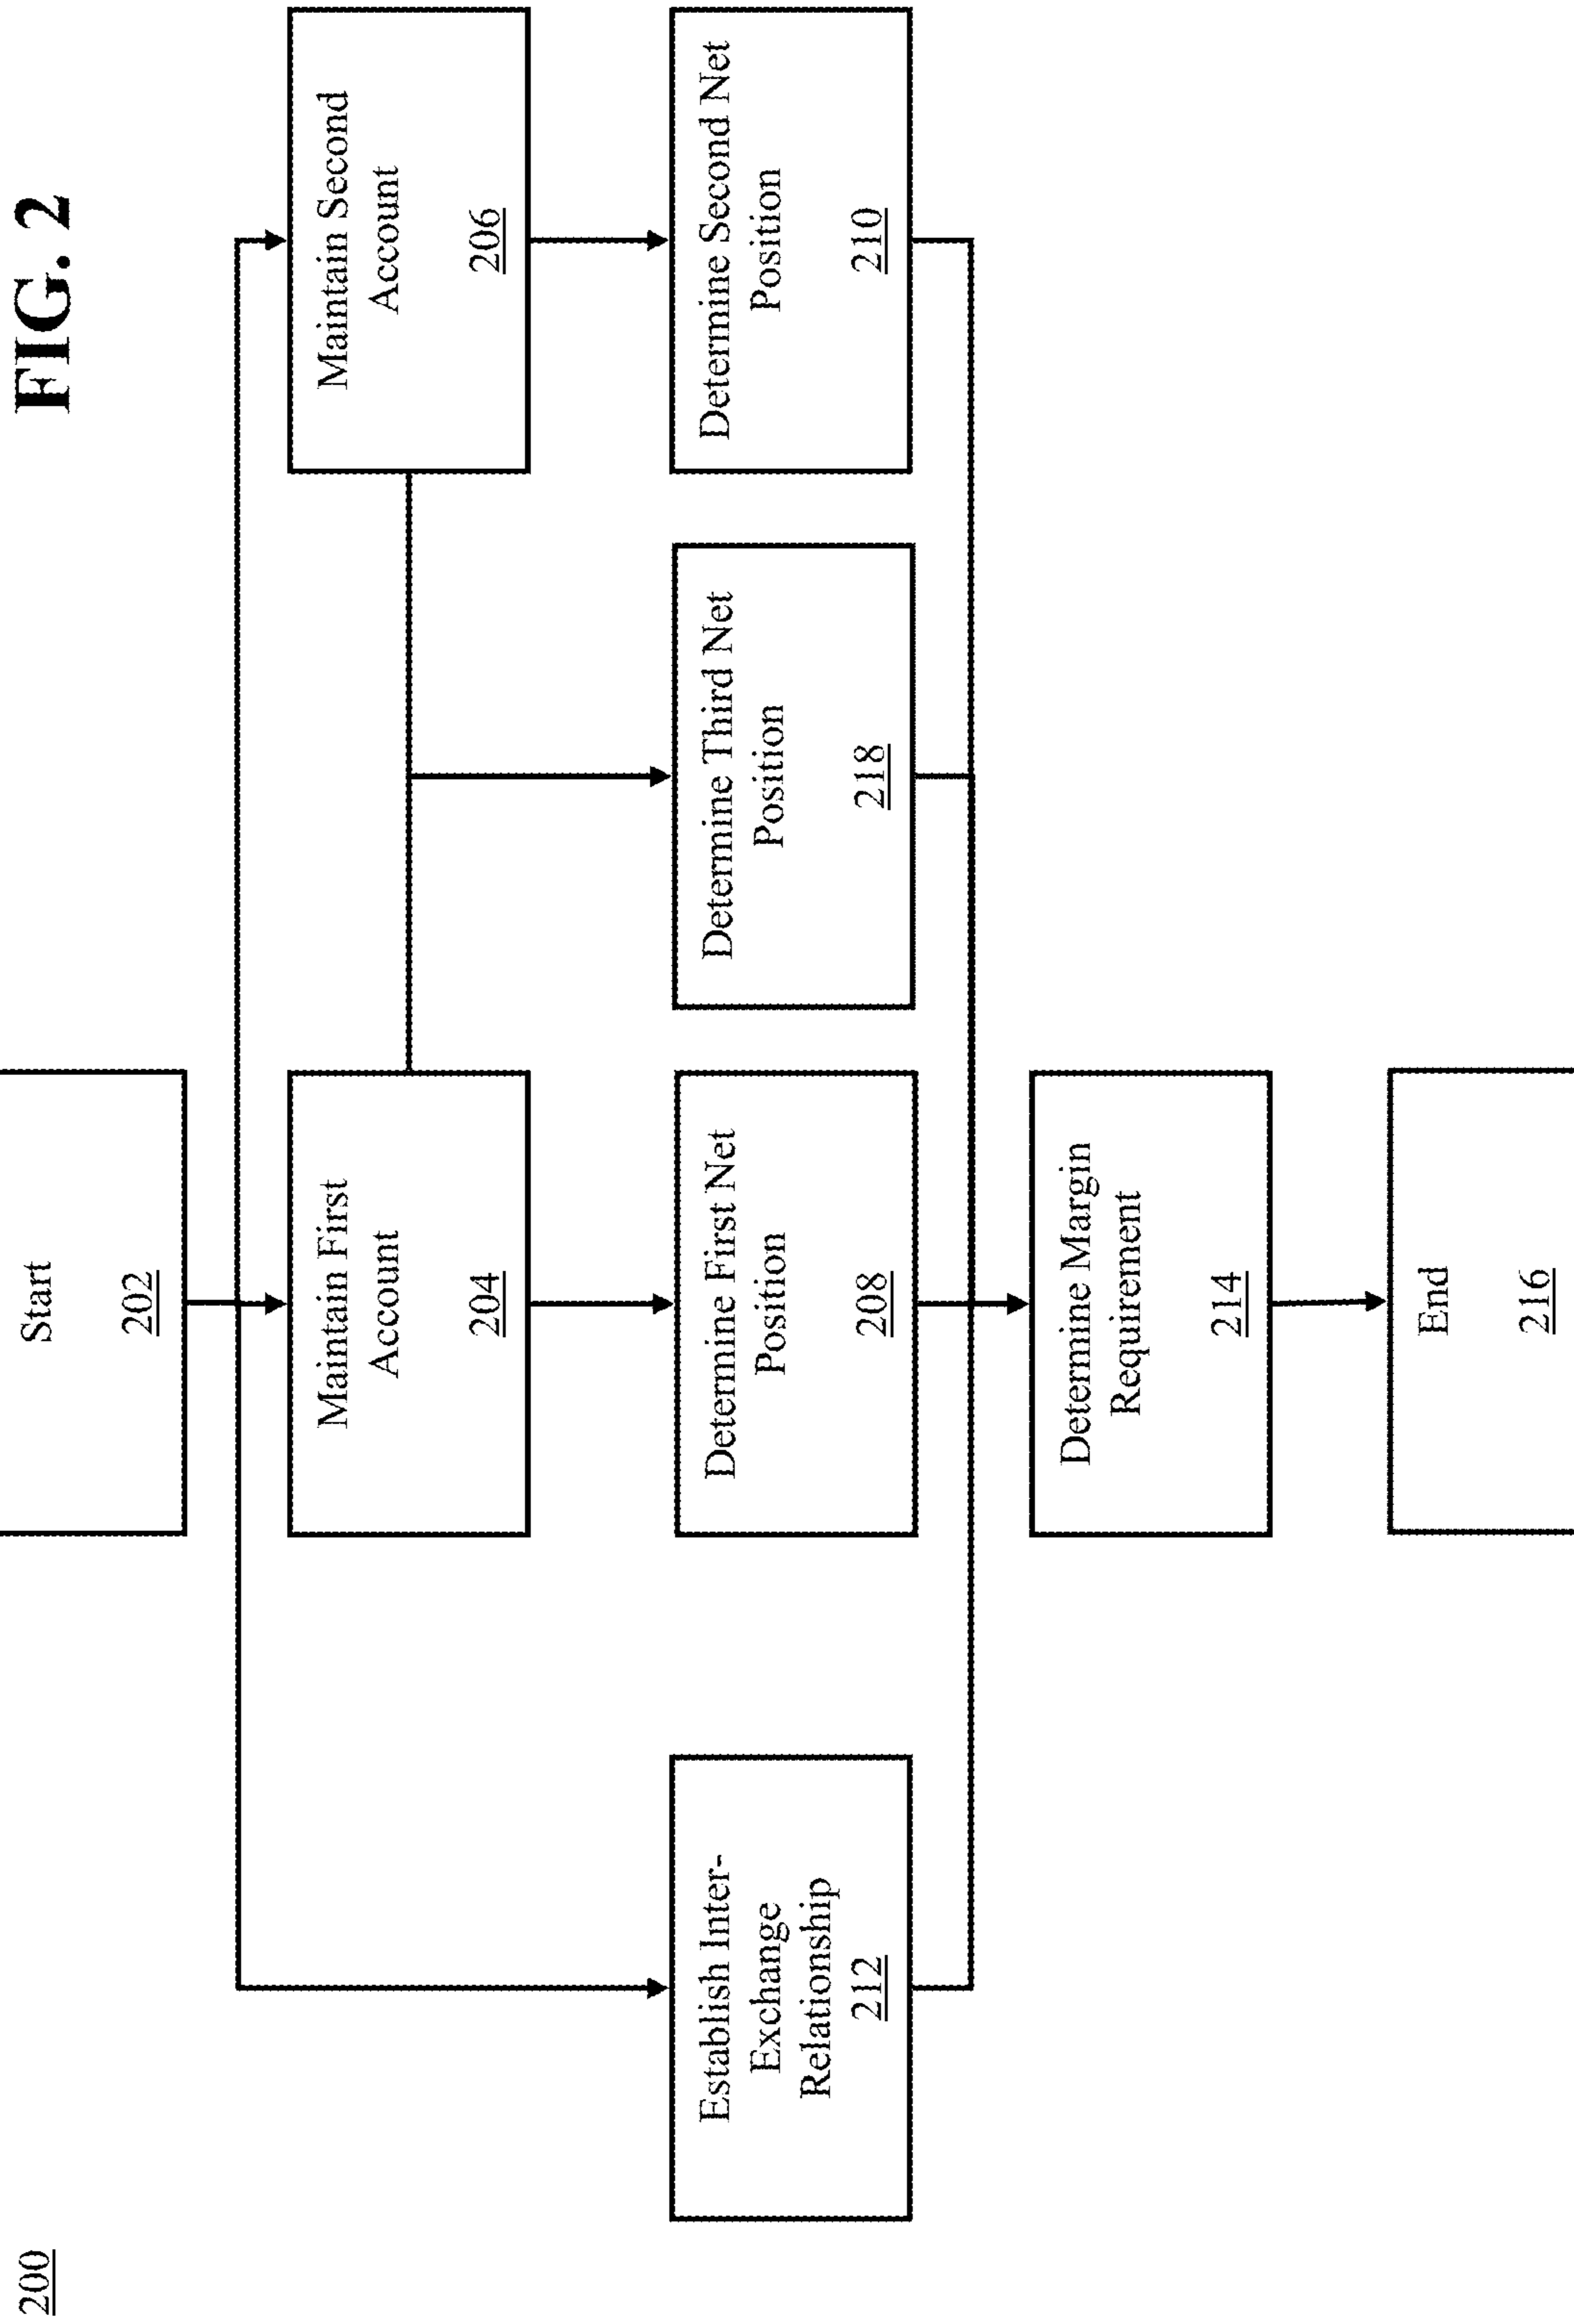 200
FIG. 2
Start
202
Maintain First
Account
204
Maintain Second
Account
206
Establish Inter-
Exchange
Relationship
212
Determine First Net
Position
208
Determine Third Net
Position
218
Determine Second Net
Position
210
Determine Margin
Requirement
214
End
216